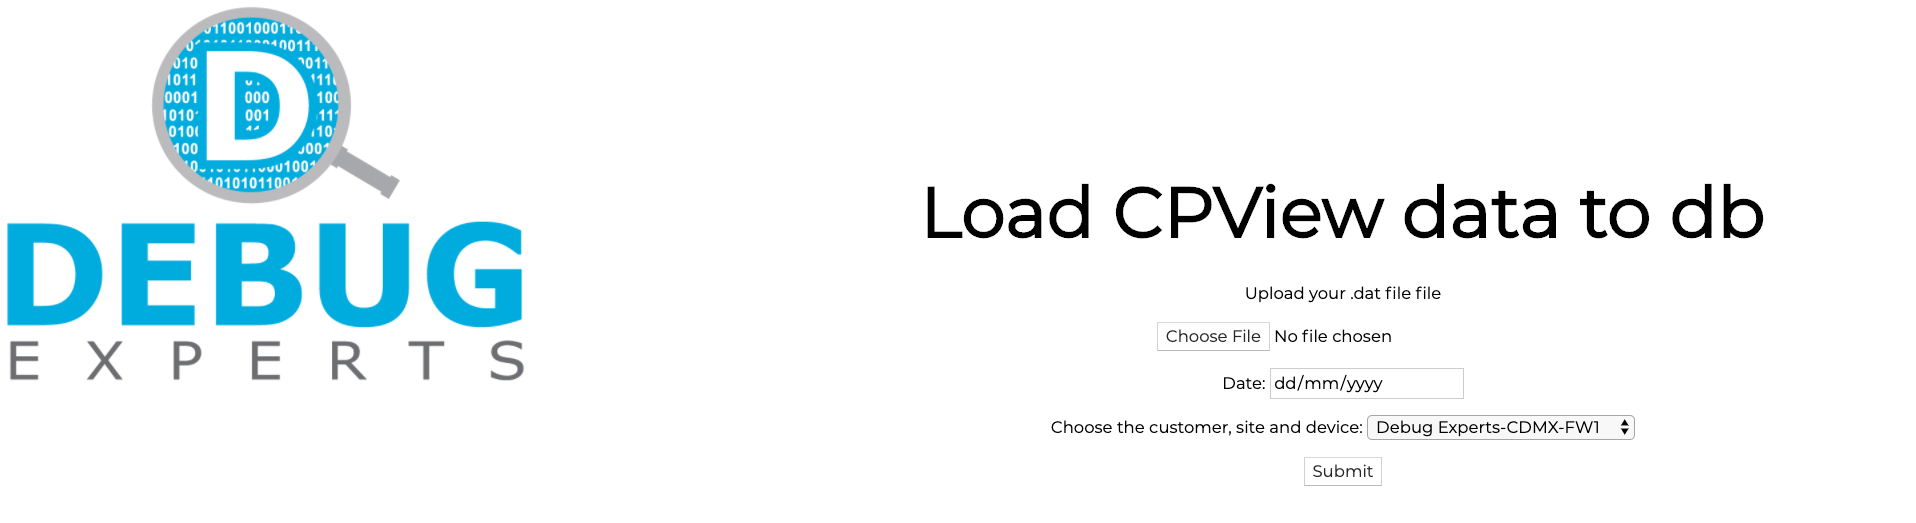 D
DEBUG
EXPERTS
Load CPView data to db
Upload your .dat file file
Choose File No file chosen
Date: dd/mm/yyyy
Choose the customer, site and device: Debug Experts-CDMX-FW1
Submit